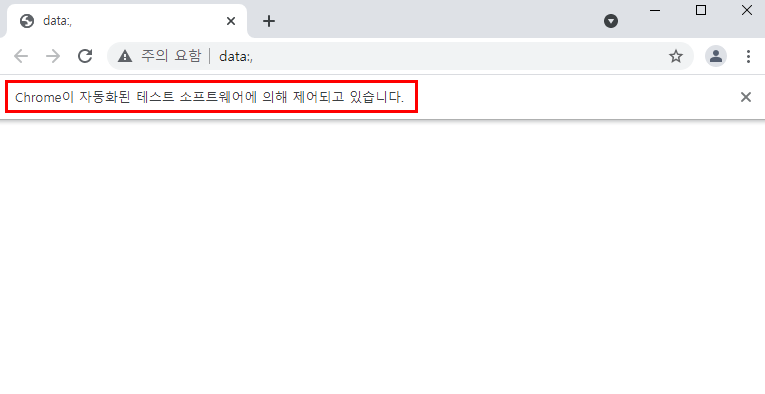 data:,
주의 요함 data:,
Chrome이 자동화된 테스트 소프트웨어에 의해 제어되고 있습니다.